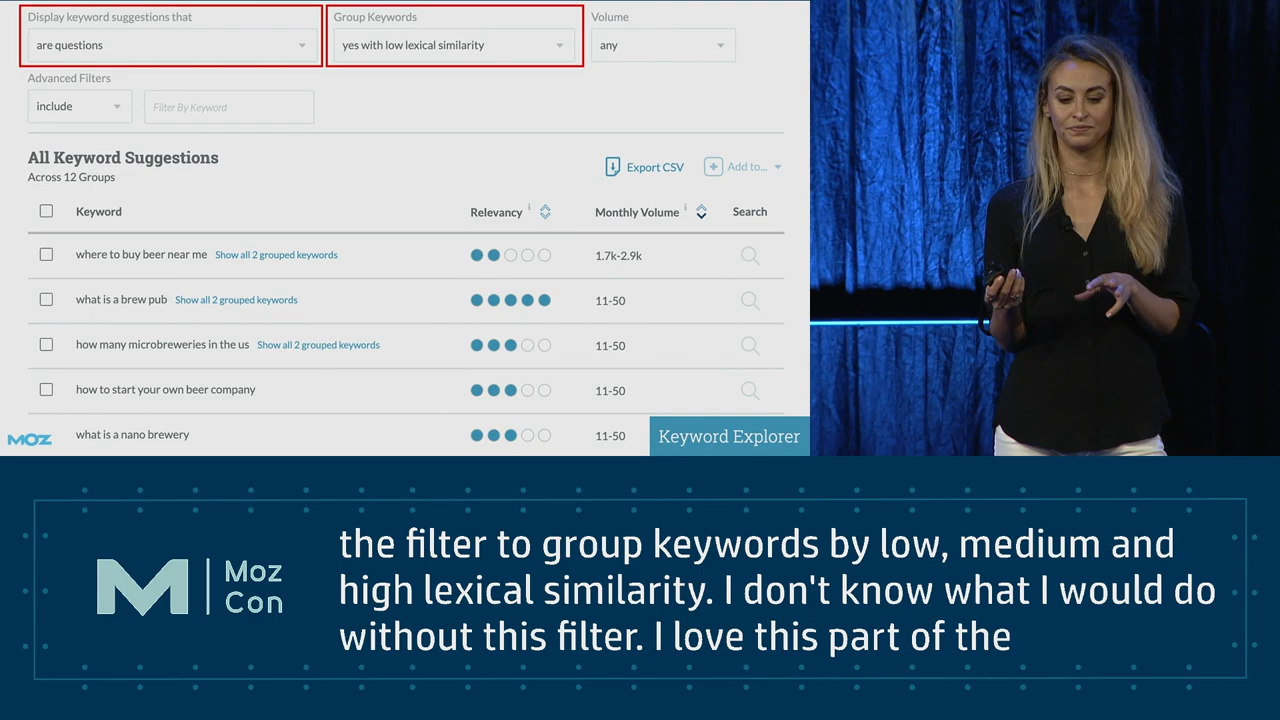 Display keyword suggestions that
Group Keywords
Volume
are questions
yes with low lexical similarity
any
Advanced Filters
include
Filter By Keyword
All Keyword Suggestions
Across 12 Groups
Export CSV
Add to...
Keyword
Relevancy i
Monthly Volume i
Search
where to buy beer near me Show all 2 grouped keywords
1.7k-2.9k
what is a brew pub Show all 2 grouped keywords
11-50
how many microbreweries in the us Show all 2 grouped keywords
11-50
how to start your own beer company
11-50
what is a nano brewery
11-50
MOZ
Keyword Explorer
M
Moz
Con
the filter to group keywords by low, medium and
high lexical similarity. I don't know what I would do
without this filter. I love this part of the